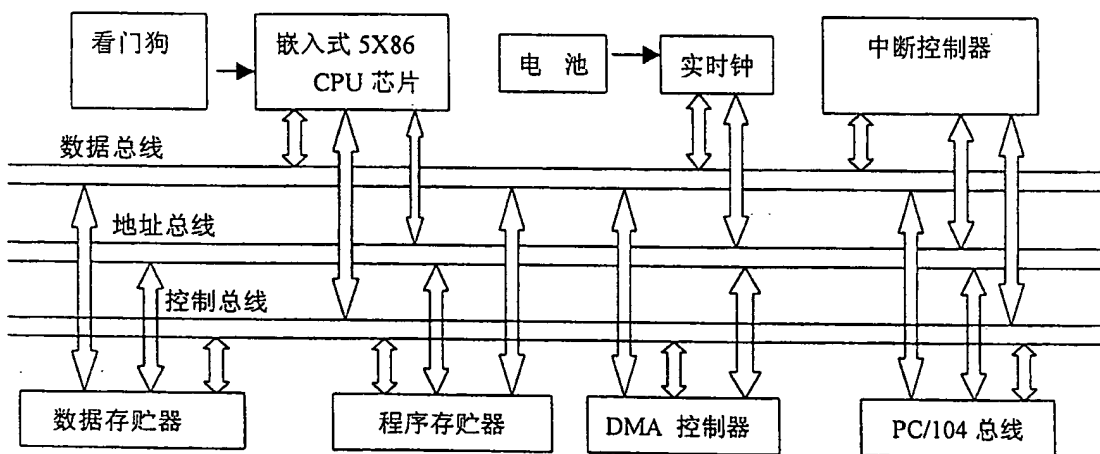 看门狗
嵌入式 5X86
CPU 芯片
电 池
实时钟
中断控制器
数据总线
地址总线
控制总线
数据存贮器
程序存贮器
DMA 控制器
PC/104 总线